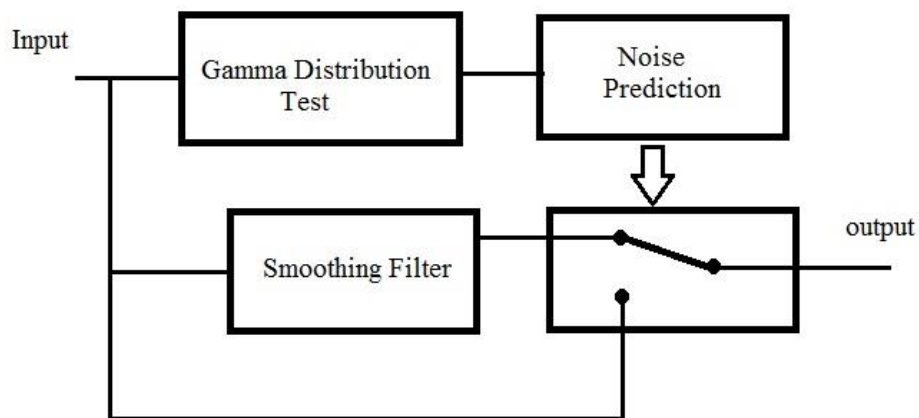 Input
Gamma Distribution
Test
Noise
Prediction
Smoothing Filter
output